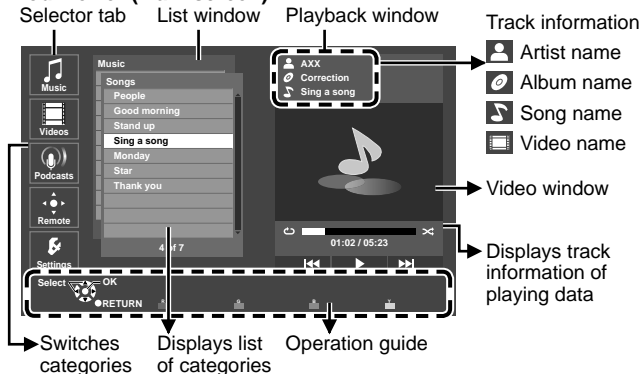 Selector tab
List window
Playback window
Track information
Artist name
Album name
Song name
Video name
Video window
Displays track
information of
playing data
Music
Videos
Podcasts
Remote
Settings
Music
Songs
People
Good morning
Stand up
Sing a song
Monday
Star
Thank you
4 of 7
AXX
Correction
Sing a song
01:02 / 05:23
Select
OK
RETURN
R
G
B
Y
Switches
categories
Displays list
of categories
Operation guide